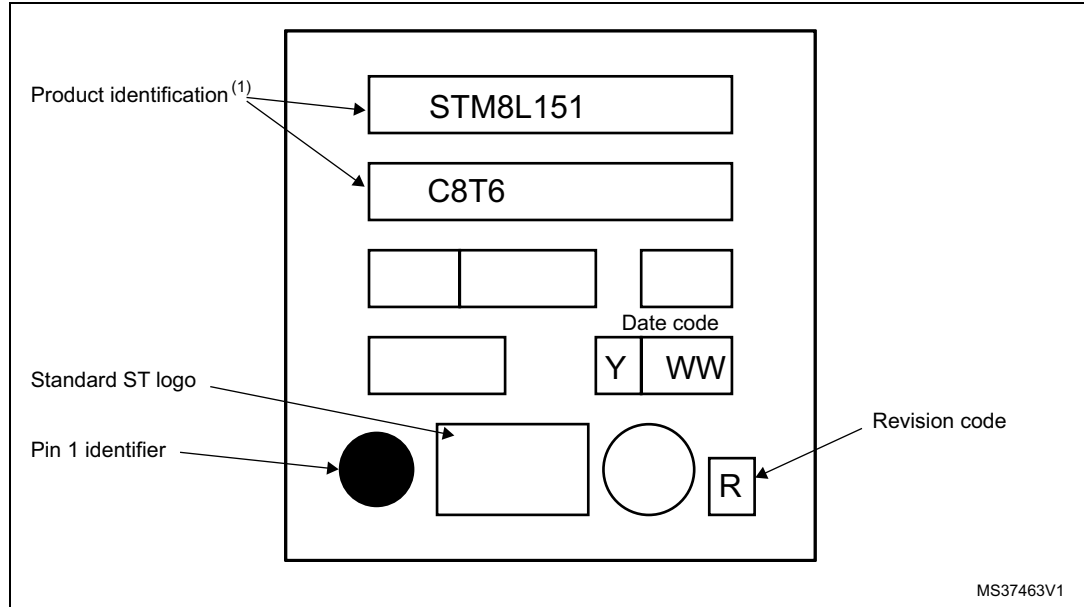 Product identification (1)
STM8L151
C8T6
Date code
Y WW
Standard ST logo
Pin 1 identifier
Revision code
R
MS37463V1